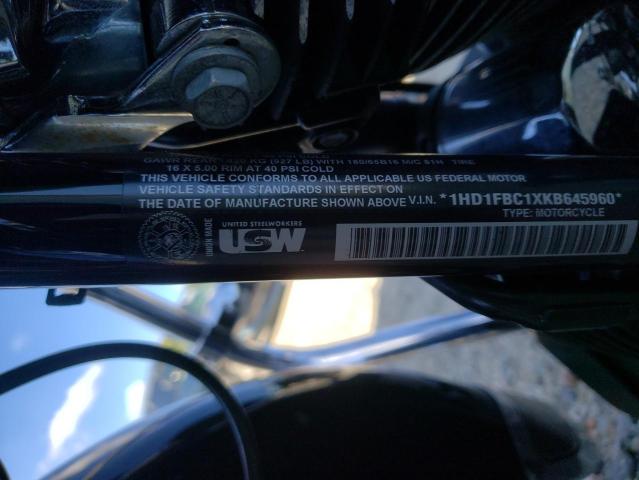 GAWR REAR: 420 KG (927 LB) WITH 180/55B18 M/C 81H TIRE
16 X 5.00 RIM AT 40 PSI COLD
THIS VEHICLE CONFORMS TO ALL APPLICABLE US FEDERAL MOTOR
VEHICLE SAFETY STANDARDS IN EFFECT ON
THE DATE OF MANUFACTURE SHOWN ABOVE V.I.N. *1HD1FBC1XKB645960*
TYPE: MOTORCYCLE
UNION MADE
UNITED STEELWORKERS
USW